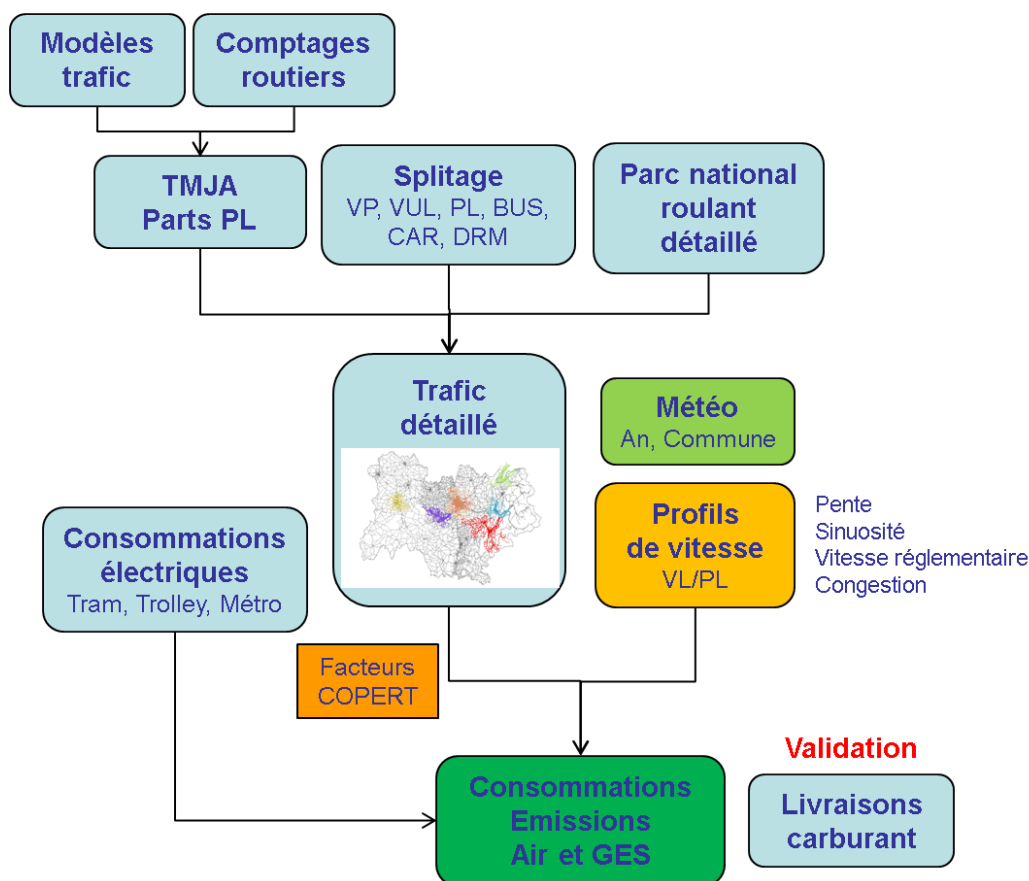 Modèles
trafic
Comptages
routiers
TMJA
Parts PL
Splitage
VP, VUL, PL, BUS,
CAR, DRM
Parc national
roulant
détaillé
Trafic
détaillé
Météo
An, Commune
Profils
de vitesse
VL/PL
Pente
Sinuosité
Vitesse réglementaire
Congestion
Consommations
électriques
Tram, Trolley, Métro
Facteurs
COPERT
Consommations
Emissions
Air et GES
Validation
Livraisons
carburant